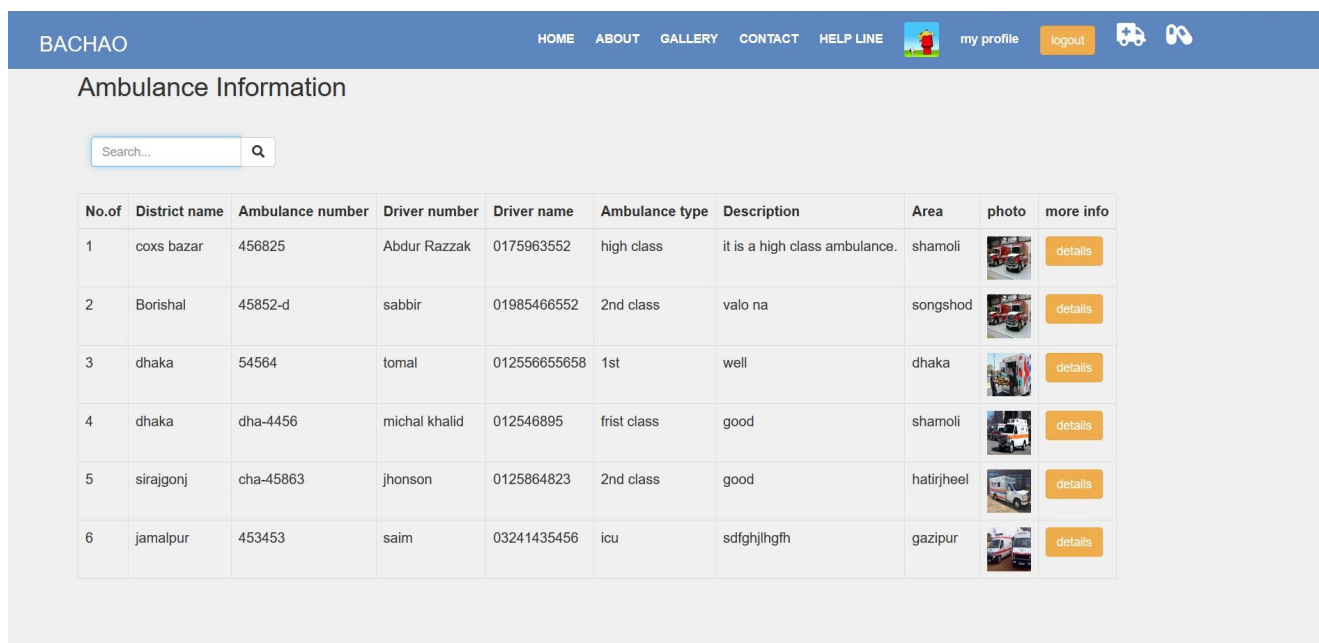 BACHAO HOME ABOUT GALLERY CONTACT HELP LINE my profile logout
Ambulance Information
Search...
No.of District name Ambulance number Driver number Driver name Ambulance type Description Area photo more info
1 coxs bazar 456825 Abdur Razzak 0175963552 high class it is a high class ambulance. shamoli details
2 Borishal 45852-d sabbir 01985466552 2nd class valo na songshod details
3 dhaka 54564 tomal 012556655658 1st well dhaka details
4 dhaka dha-4456 michal khalid 012546895 frist class good shamoli details
5 sirajgonj cha-45863 jhonson 0125864823 2nd class good hatirjheel details
6 jamalpur 453453 saim 03241435456 icu sdfghjlhgfh gazipur details